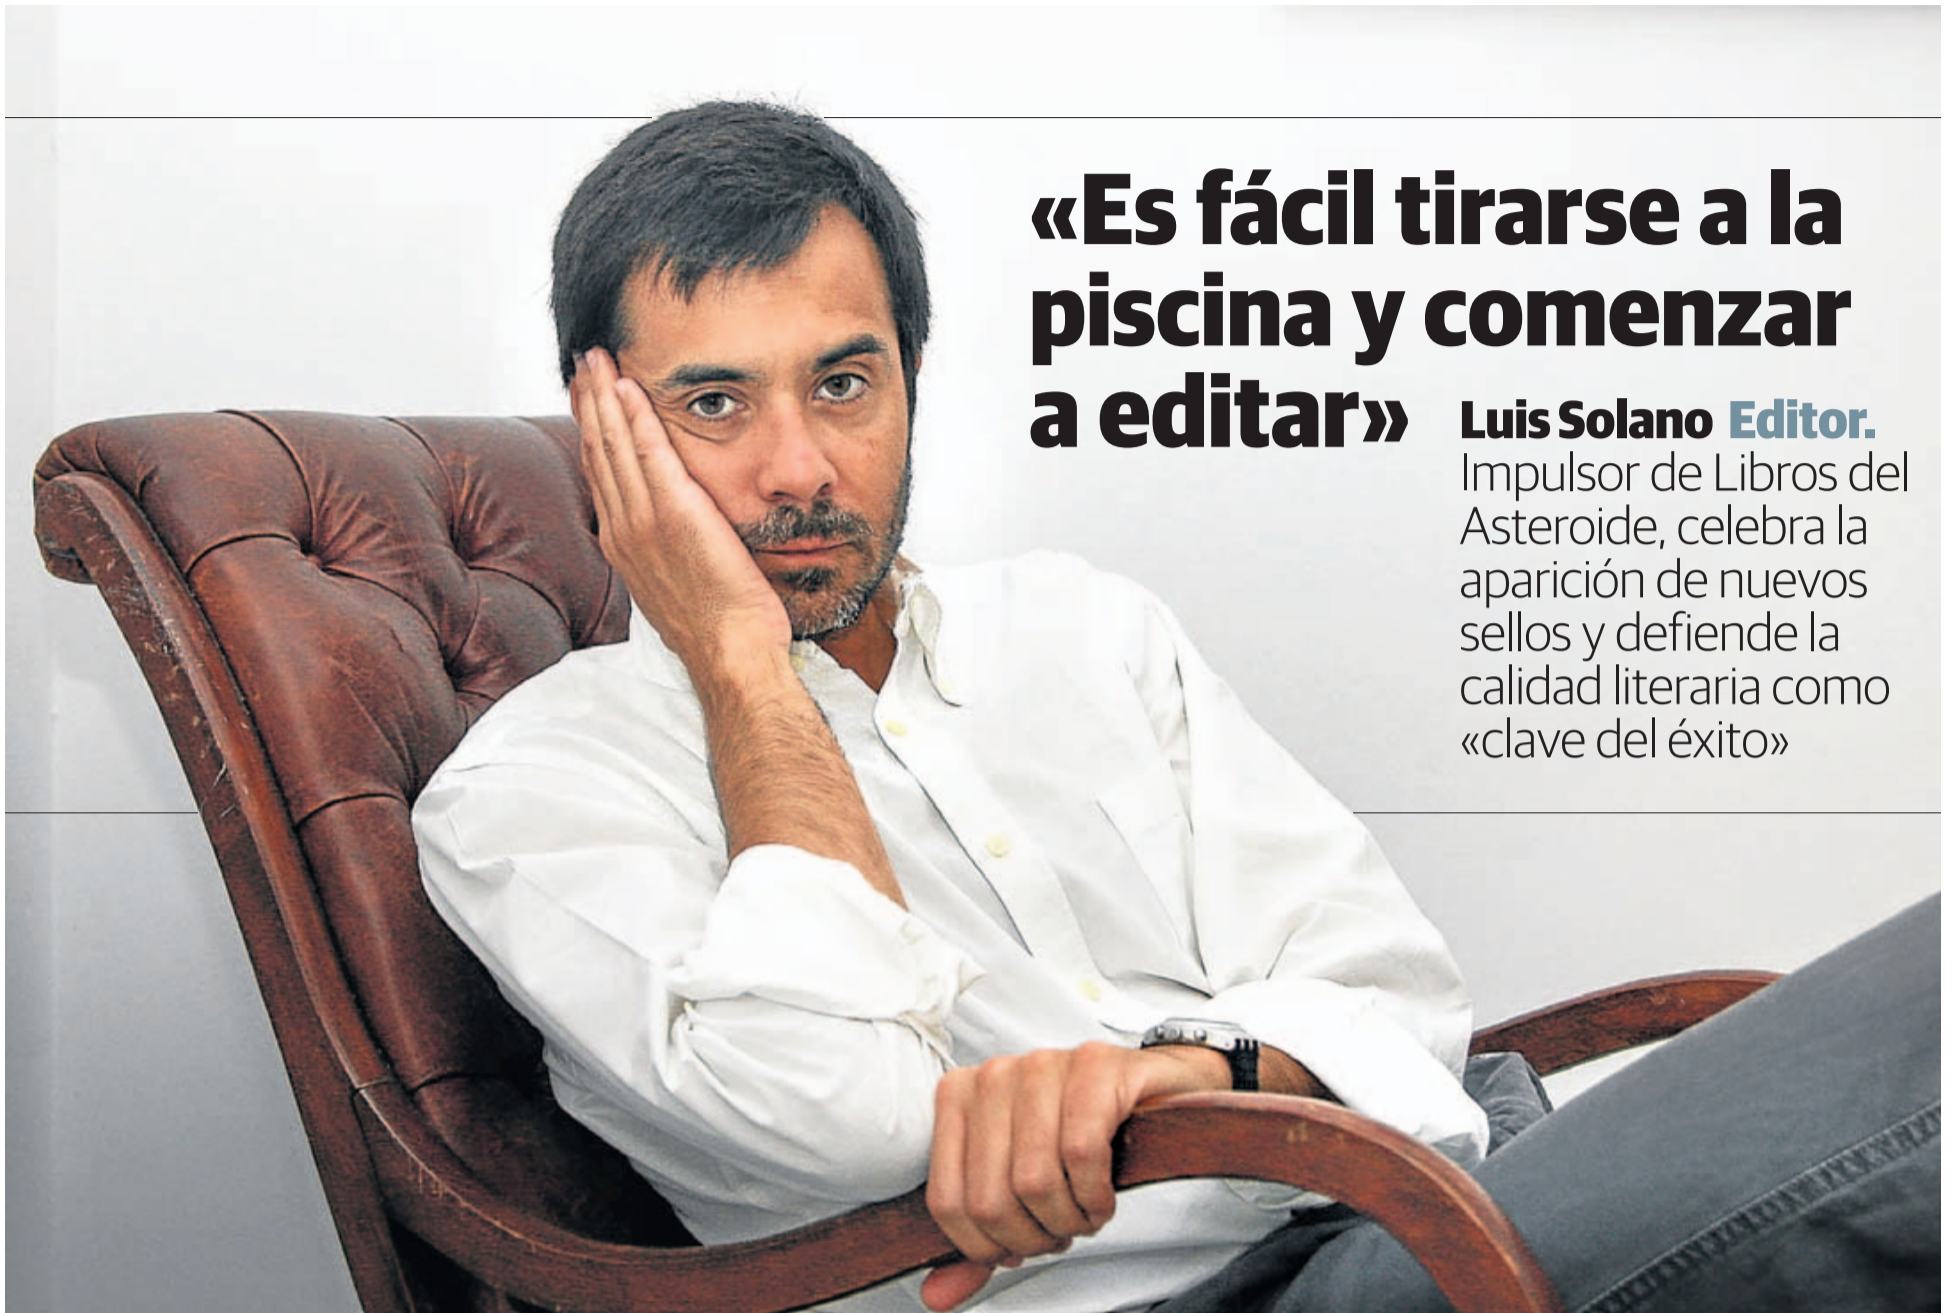 «Es fácil tirarse a la
piscina y comenzar
a editar»
Luis Solano Editor.
Impulsor de Libros del
Asteroide, celebra la
aparición de nuevos
sellos y defiende la
calidad literaria como
«clave del éxito»